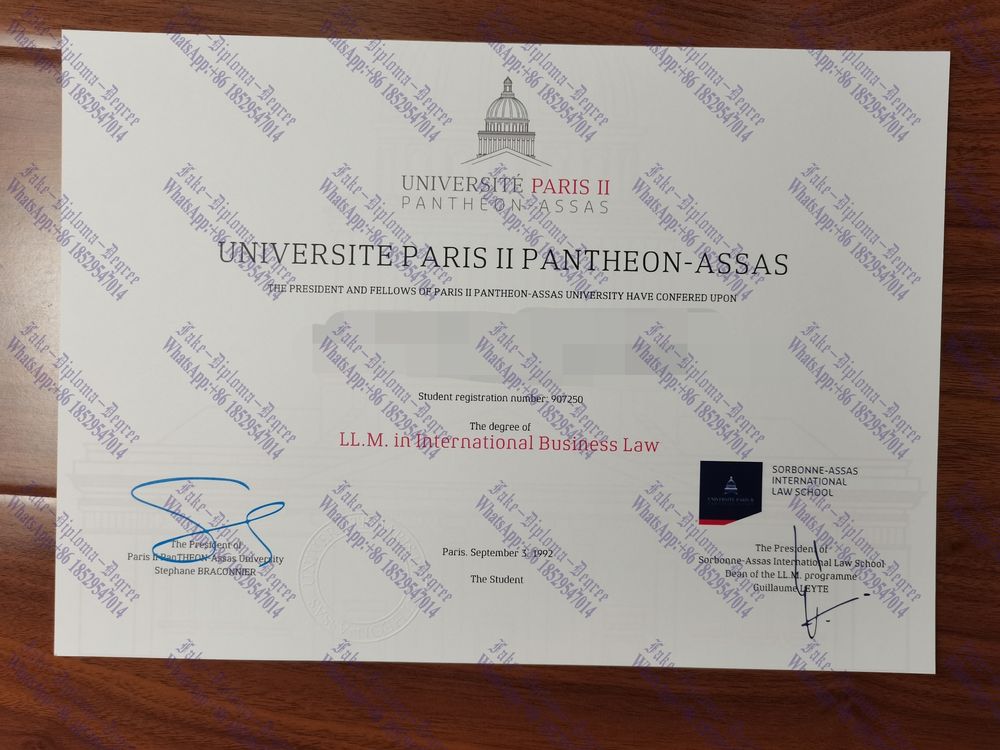 UNIVERSITÉ PARIS II
PANTHÉON-ASSAS
UNIVERSITE PARIS II PANTHEON-ASSAS
THE PRESIDENT AND FELLOWS OF PARIS II PANTHEON-ASSAS UNIVERSITY HAVE CONFERED UPON
Student registration number: 907250
The degree of
LL.M. in International Business Law
SORBONNE-ASSAS
INTERNATIONAL
LAW SCHOOL
UNIVERSITÉ PARIS II
The President of
Paris II PanTHEON-Assas University
Stephane BRACONNIER
Paris. September 3. 1992
The Student
The President of
Sorbonne-Assas International Law School
Dean of the LL.M. programme
Guillaume LEYTE
Fake-Diploma-Degree
WhatsApp:+86 18529547014